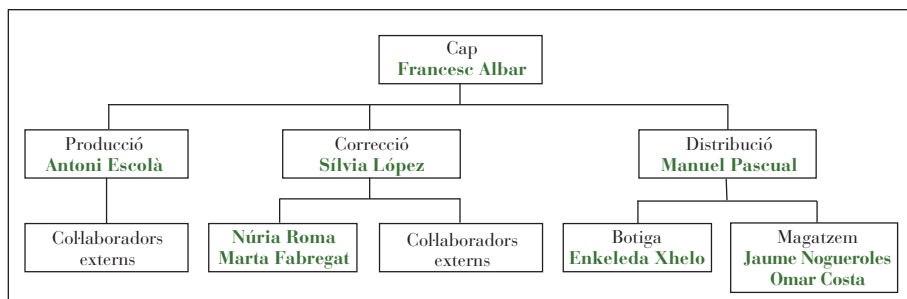 Cap
Francesc Albar
Producció
Antoni Escolà
Correcció
Sílvia López
Distribució
Manuel Pascual
Col·laboradors
externs
Núria Roma
Marta Fabregat
Col·laboradors
externs
Botiga
Enkeleda Xhelo
Magatzem
Jaume Nogueroles
Omar Costa